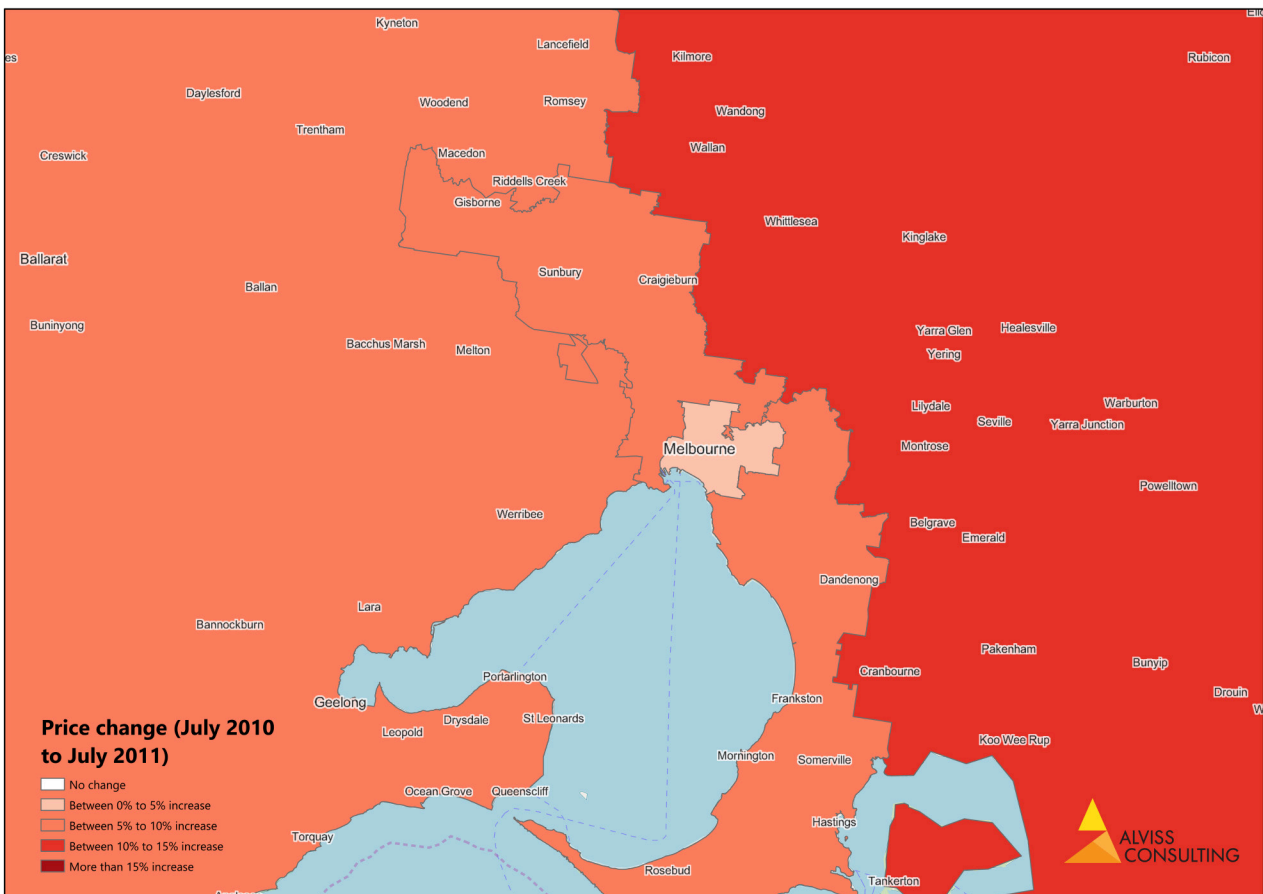 Kyneton
Lancefield
Kilmore
Rubicon
es
Daylesford
Woodend
Romsey
Wandong
Trentham
Wallan
Creswick
Macedon
Riddells Creek
Gisborne
Whittlesea
Kinglake
Ballarat
Sunbury
Craigieburn
Ballan
Buninyong
Yarra Glen
Healesville
Bacchus Marsh
Melton
Yering
Lilydale
Warburton
Seville
Yarra Junction
Melbourne
Montrose
Powelltown
Werribee
Belgrave
Emerald
Dandenong
Lara
Bannockburn
Pakenham
Bunyip
Cranbourne
Portarlington
Drouin
Geelong
Frankston
W
Drysdale
St Leonards
Leopold
Koo Wee Rup
Mornington
Somerville
Ocean Grove
Queenscliff
Hastings
Torquay
Rosebud
Tankerton
Price change (July 2010
to July 2011)
No change
Between 0% to 5% increase
Between 5% to 10% increase
Between 10% to 15% increase
More than 15% increase
ALVISS
CONSULTING